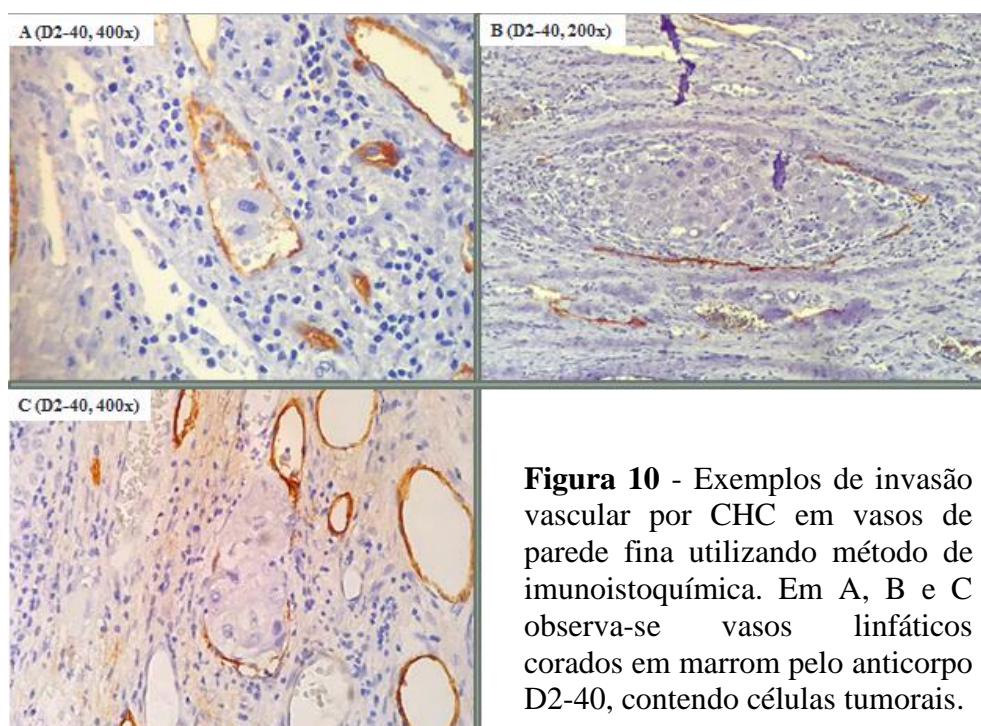 A (D2-40, 400x)
B (D2-40, 200x)
C (D2-40, 400x)
Figura 10 - Exemplos de invasão
vascular por CHC em vasos de
parede fina utilizando método de
imunoistoquímica. Em A, B e C
observa-se vasos linfáticos
corados em marrom pelo anticorpo
D2-40, contendo células tumorais.